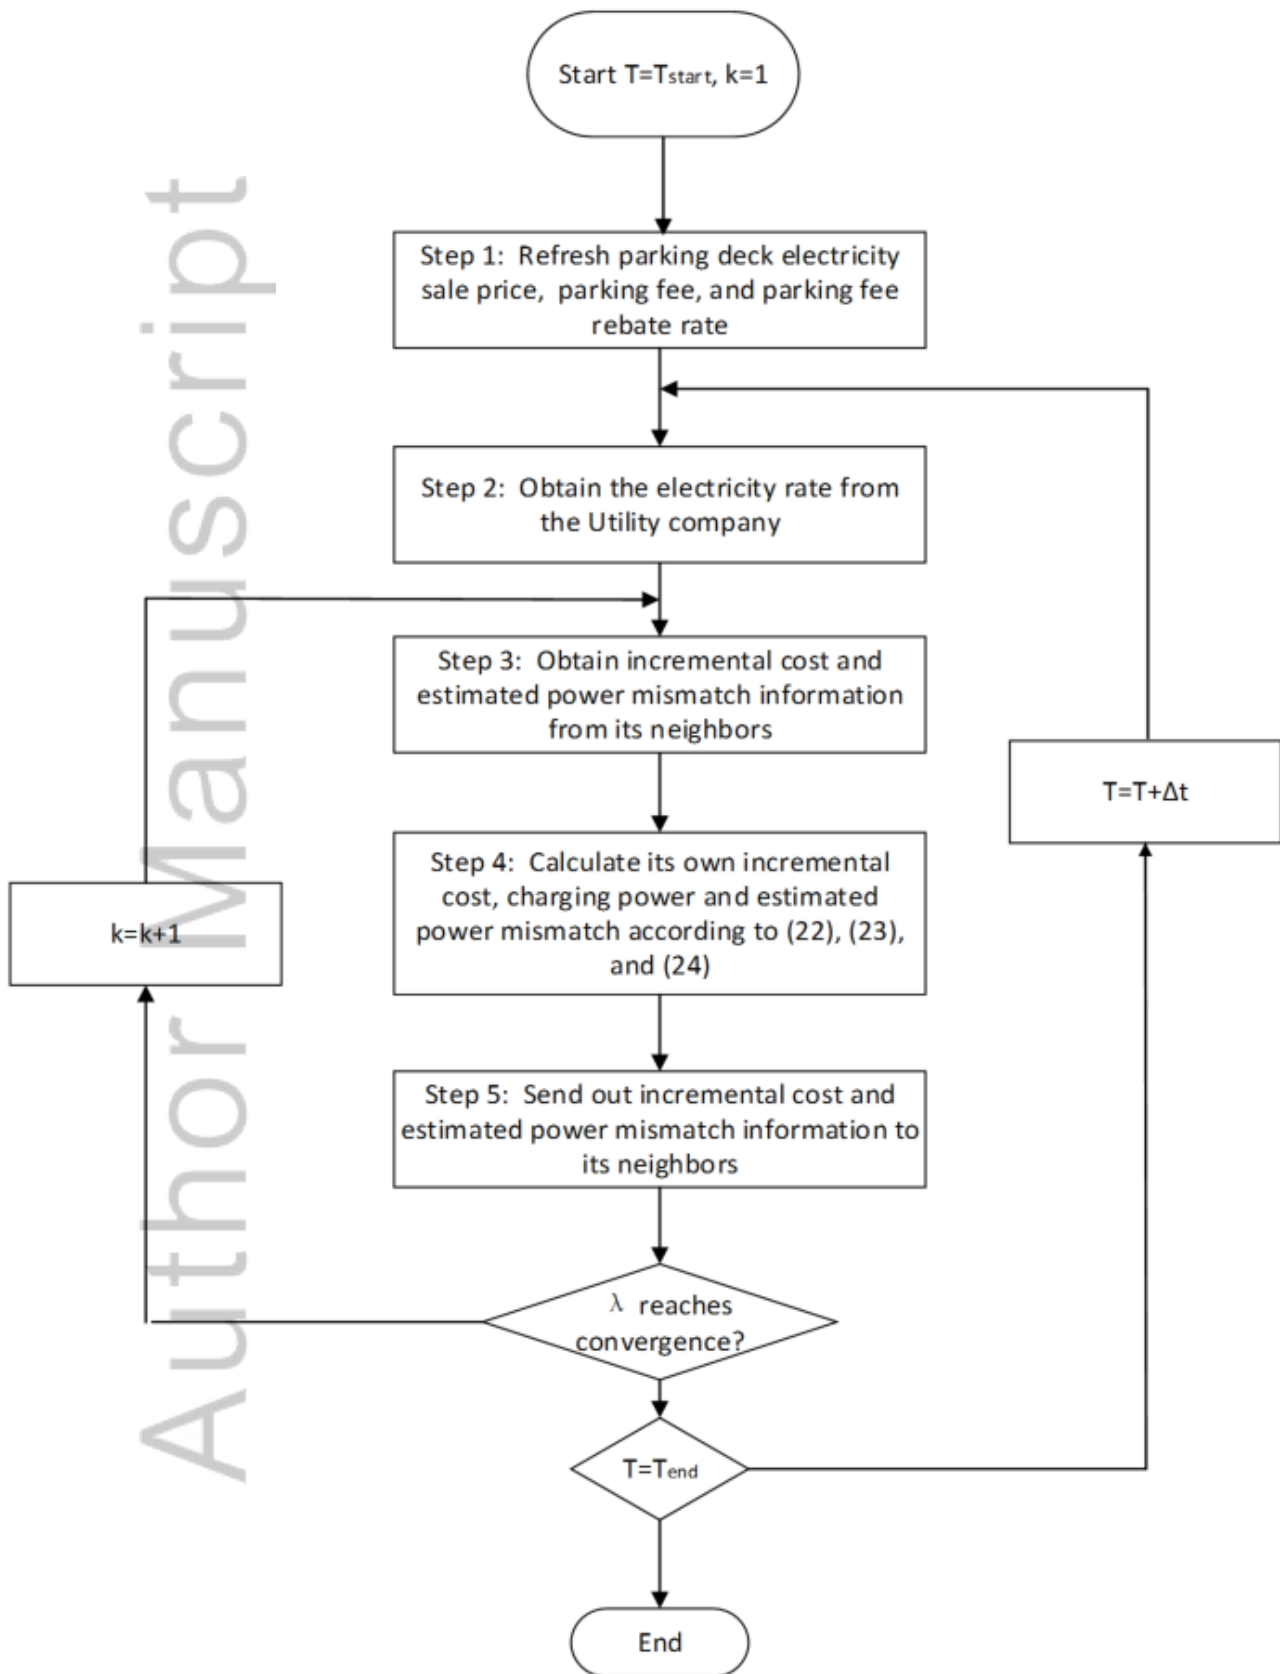 Start T=Tstart, k=1
Step 1: Refresh parking deck electricity
sale price, parking fee, and parking fee
rebate rate
Step 2: Obtain the electricity rate from
the Utility company
Step 3: Obtain incremental cost and
estimated power mismatch information
from its neighbors
T=T+Δt
Step 4: Calculate its own incremental
cost, charging power and estimated
power mismatch according to (22), (23),
and (24)
k=k+1
Step 5: Send out incremental cost and
estimated power mismatch information to
its neighbors
λ reaches
convergence?
T=Tend
End
Author Manuscript